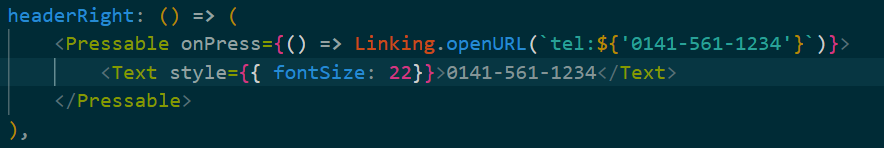 headerRight: () => (
<Pressable onPress={() => Linking.openURL(`tel:${'0141-561-1234'}`)}>
<Text style={{ fontSize: 22}}>0141-561-1234</Text>
</Pressable>
),